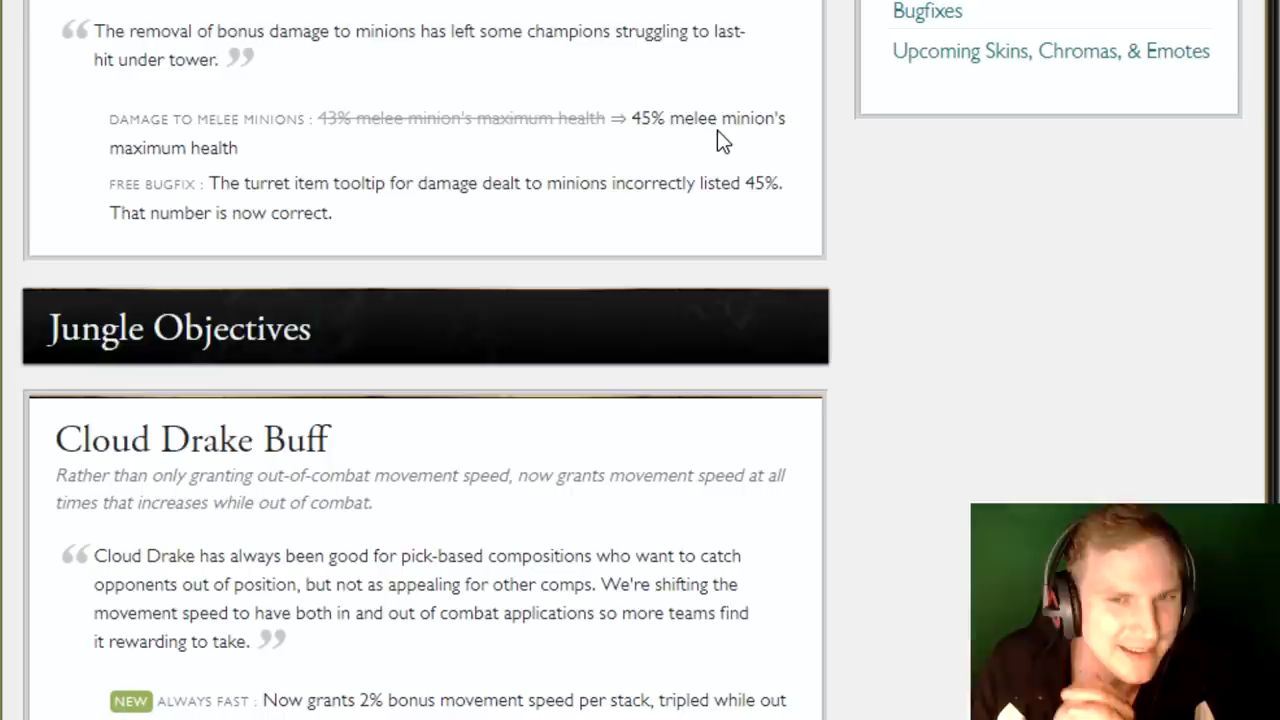 Bugfixes
Upcoming Skins, Chromas, & Emotes
“ The removal of bonus damage to minions has left some champions struggling to last-
hit under tower. ”
DAMAGE TO MELEE MINIONS : 43% melee minion's maximum health ⇒ 45% melee minion's
maximum health
FREE BUGFIX : The turret item tooltip for damage dealt to minions incorrectly listed 45%.
That number is now correct.
Jungle Objectives
Cloud Drake Buff
Rather than only granting out-of-combat movement speed, now grants movement speed at all
times that increases while out of combat.
“ Cloud Drake has always been good for pick-based compositions who want to catch
opponents out of position, but not as appealing for other comps. We're shifting the
movement speed to have both in and out of combat applications so more teams find
it rewarding to take. ”
NEW ALWAYS FAST : Now grants 2% bonus movement speed per stack, tripled while out